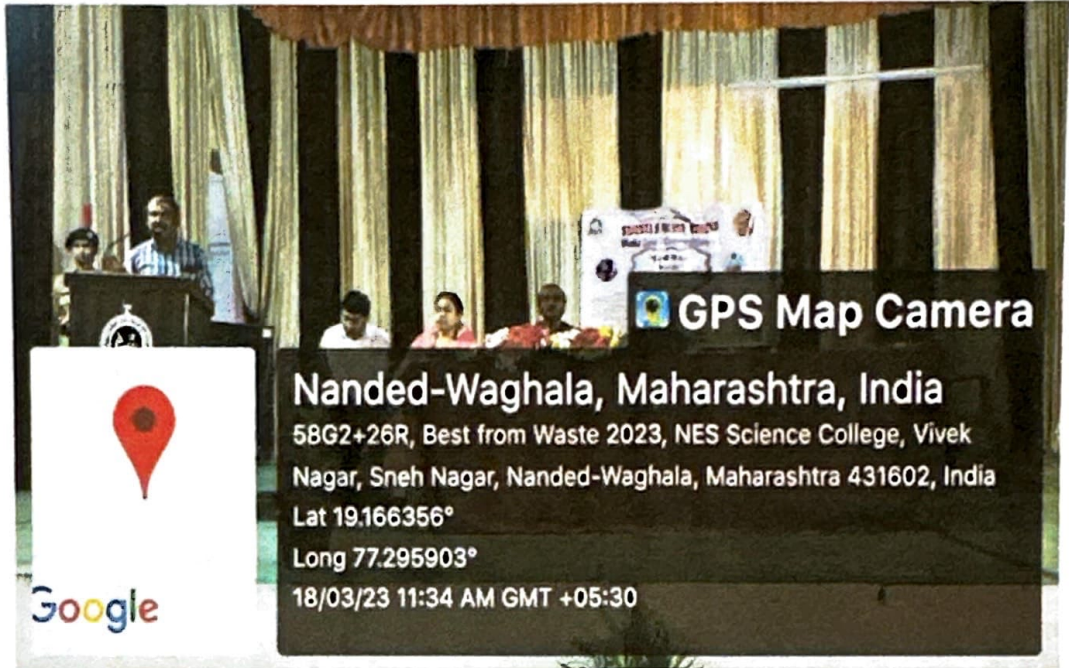 GPS Map Camera
Nanded-Waghala, Maharashtra, India
58G2+26R, Best from Waste 2023, NES Science College, Vivek
Nagar, Sneh Nagar, Nanded-Waghala, Maharashtra 431602, India
Lat 19.166356°
Long 77.295903°
18/03/23 11:34 AM GMT +05:30
Google